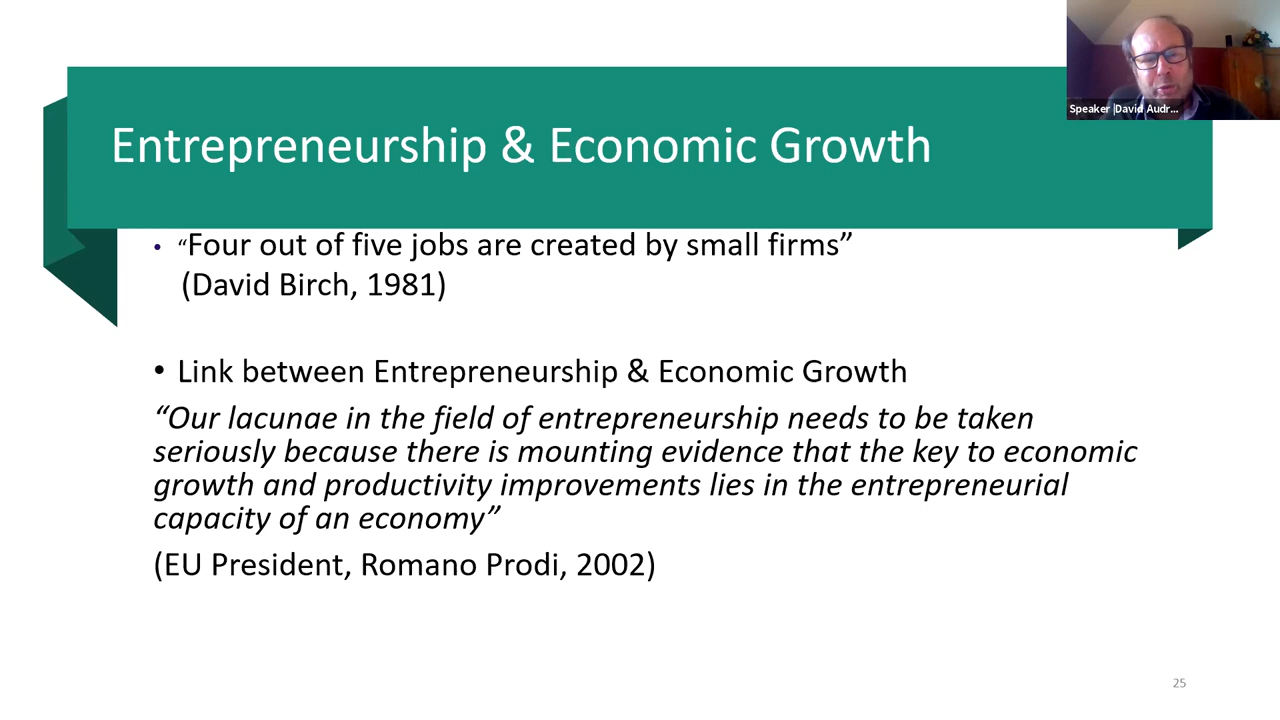 Speaker |David Audr...
Entrepreneurship & Economic Growth
• “Four out of five jobs are created by small firms”
(David Birch, 1981)
• Link between Entrepreneurship & Economic Growth
“Our lacunae in the field of entrepreneurship needs to be taken
seriously because there is mounting evidence that the key to economic
growth and productivity improvements lies in the entrepreneurial
capacity of an economy”
(EU President, Romano Prodi, 2002)
25